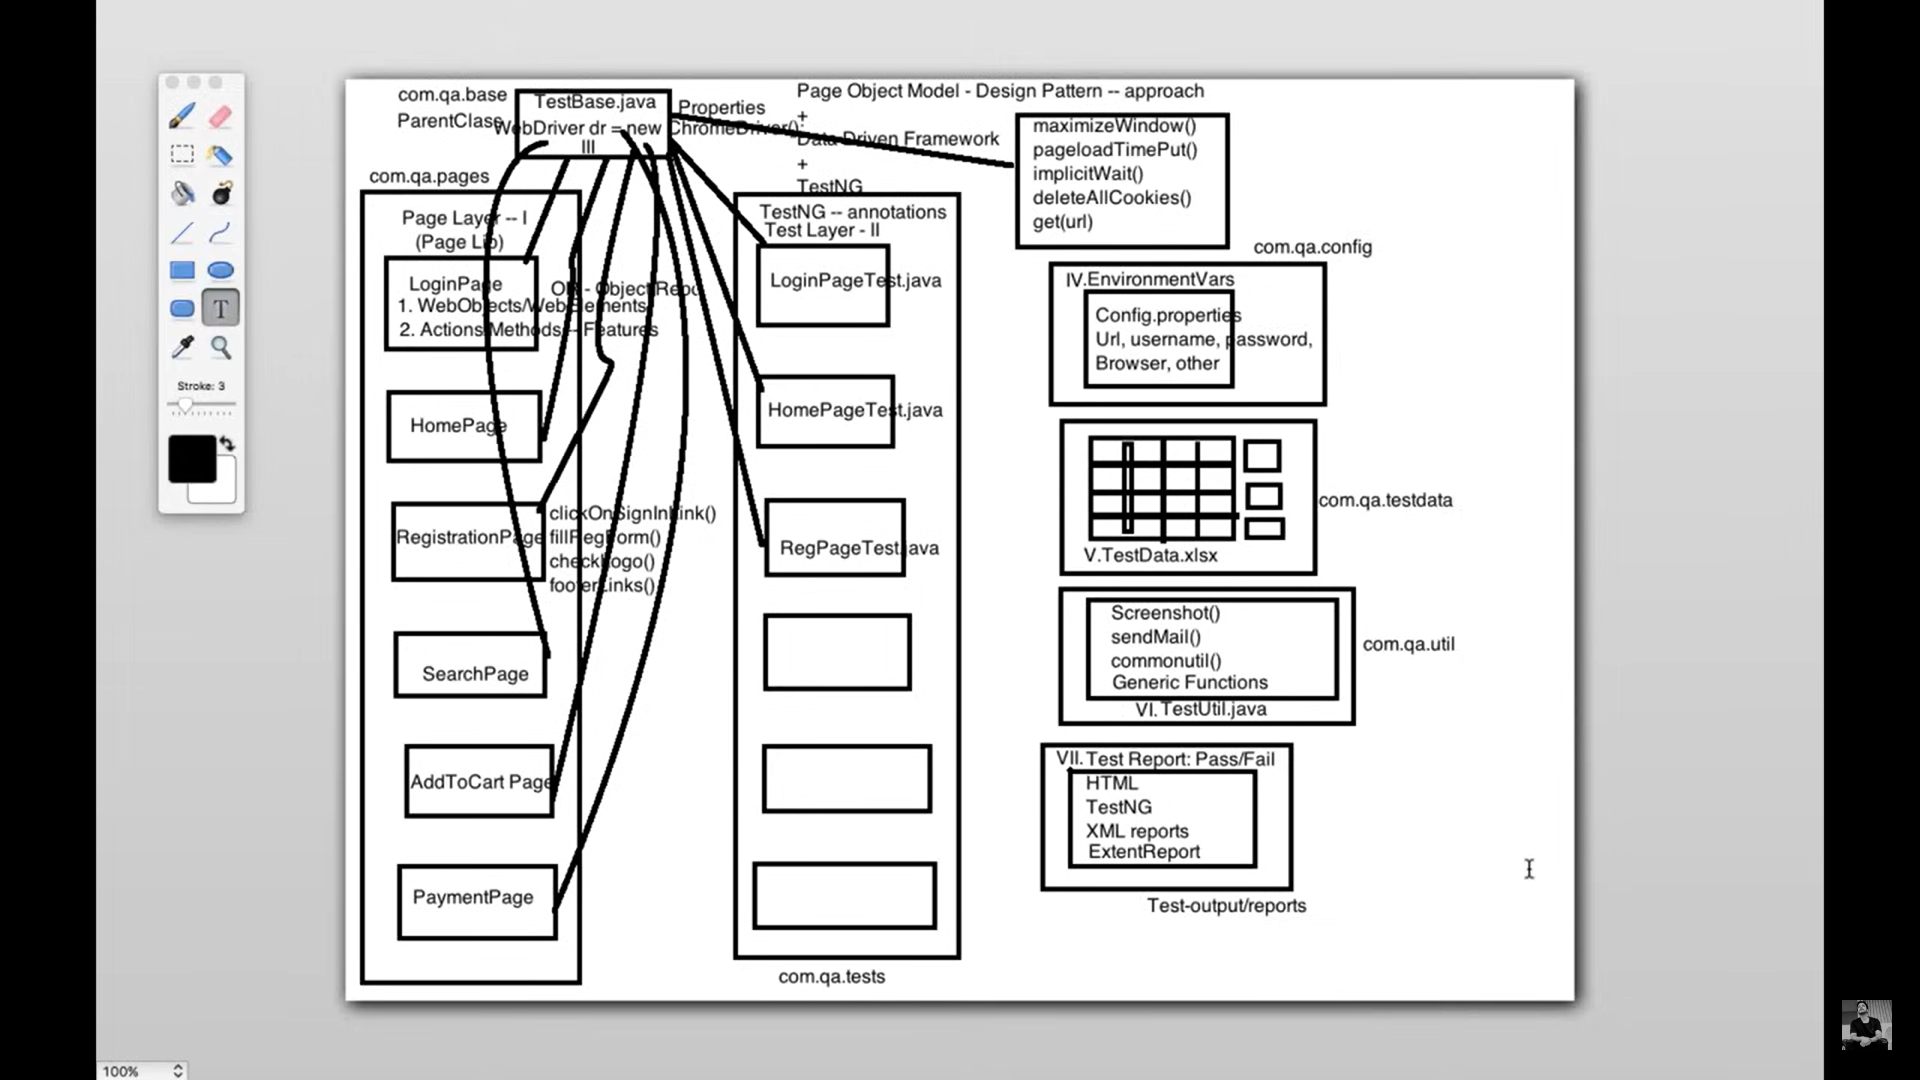 com.qa.base
ParentClass
TestBase.java
WebDriver dr = new ChromeDriver();
III
Properties
Page Object Model - Design Pattern -- approach
+
Data Driven Framework
+
TestNG
maximizeWindow()
pageloadTimePut()
implicitWait()
deleteAllCookies()
get(url)
com.qa.pages
Page Layer -- I
(Page Lib)
LoginPage
OR - Object Repo
1. WebObjects/WebElements
2. Actions/Methods -- Features
HomePage
RegistrationPage
clickOnSignInLink()
fillRegForm()
checkLogo()
footerLinks()
SearchPage
AddToCart Page
PaymentPage
TestNG -- annotations
Test Layer - II
LoginPageTest.java
HomePageTest.java
RegPageTest.java
com.qa.tests
com.qa.config
IV.EnvironmentVars
Config.properties
Url, username, password,
Browser, other
V.TestData.xlsx
com.qa.testdata
Screenshot()
sendMail()
commonutil()
Generic Functions
VI.TestUtil.java
com.qa.util
VII.Test Report: Pass/Fail
HTML
TestNG
XML reports
ExtentReport
Test-output/reports
T
Stroke: 3
100%